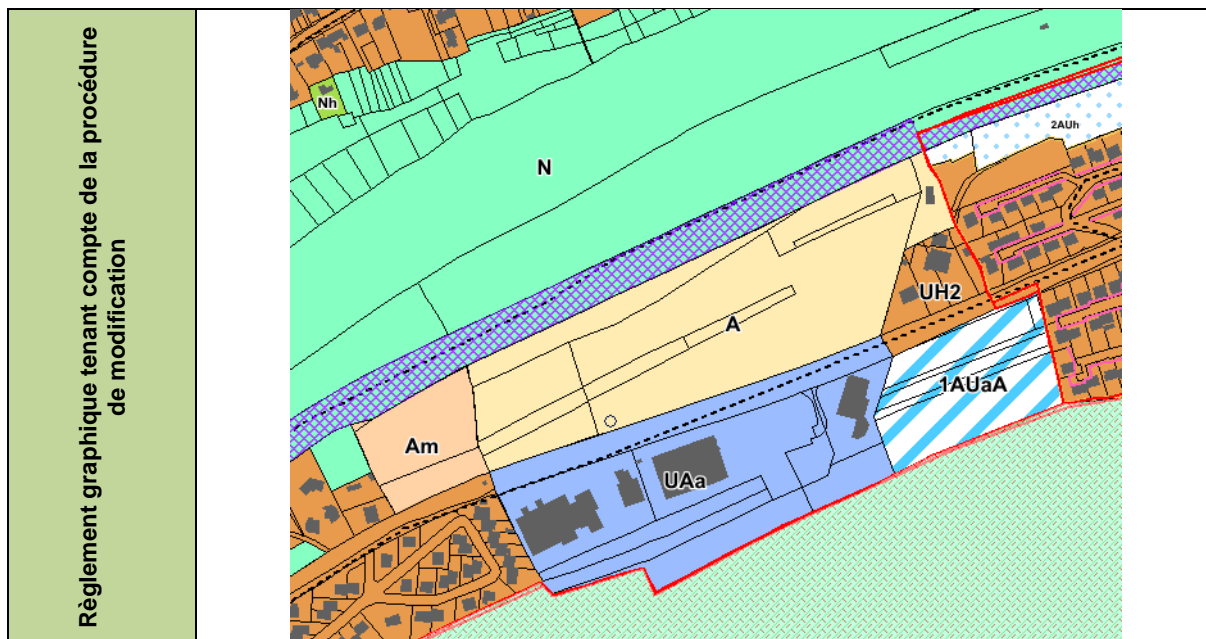 Règlement graphique tenant compte de la procédure
de modification
Nh
N
2AUh
UH2
A
1AUaA
Am
UAa